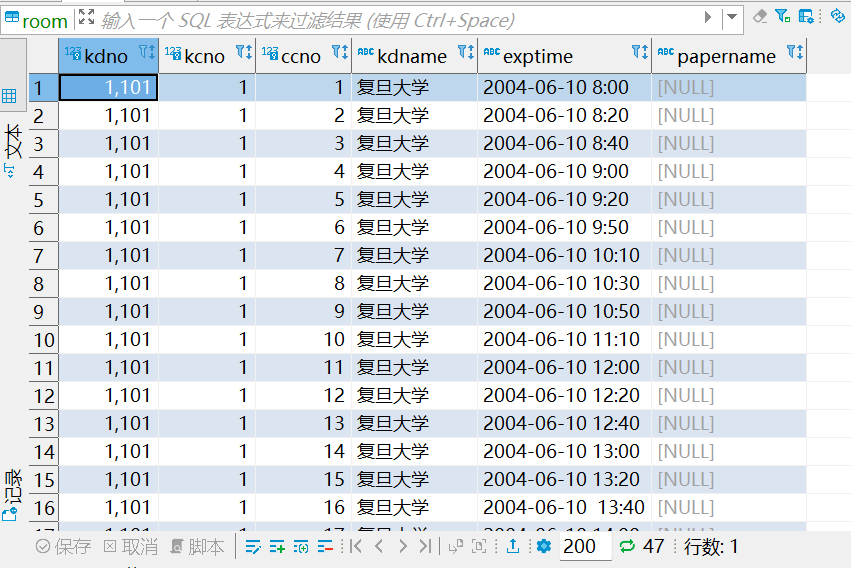 room 输入一个 SQL 表达式来过滤结果 (使用 Ctrl+Space)
123 kdno 123 kcno 123 ccno ABC kdname ABC exptime ABC papername
1 1,101 1 1 复旦大学 2004-06-10 8:00 [NULL]
2 1,101 1 2 复旦大学 2004-06-10 8:20 [NULL]
3 1,101 1 3 复旦大学 2004-06-10 8:40 [NULL]
4 1,101 1 4 复旦大学 2004-06-10 9:00 [NULL]
5 1,101 1 5 复旦大学 2004-06-10 9:20 [NULL]
6 1,101 1 6 复旦大学 2004-06-10 9:50 [NULL]
7 1,101 1 7 复旦大学 2004-06-10 10:10 [NULL]
8 1,101 1 8 复旦大学 2004-06-10 10:30 [NULL]
9 1,101 1 9 复旦大学 2004-06-10 10:50 [NULL]
10 1,101 1 10 复旦大学 2004-06-10 11:10 [NULL]
11 1,101 1 11 复旦大学 2004-06-10 12:00 [NULL]
12 1,101 1 12 复旦大学 2004-06-10 12:20 [NULL]
13 1,101 1 13 复旦大学 2004-06-10 12:40 [NULL]
14 1,101 1 14 复旦大学 2004-06-10 13:00 [NULL]
15 1,101 1 15 复旦大学 2004-06-10 13:20 [NULL]
16 1,101 1 16 复旦大学 2004-06-10  13:40 [NULL]
文本
记录
保存 取消 脚本 200 47 行数: 1